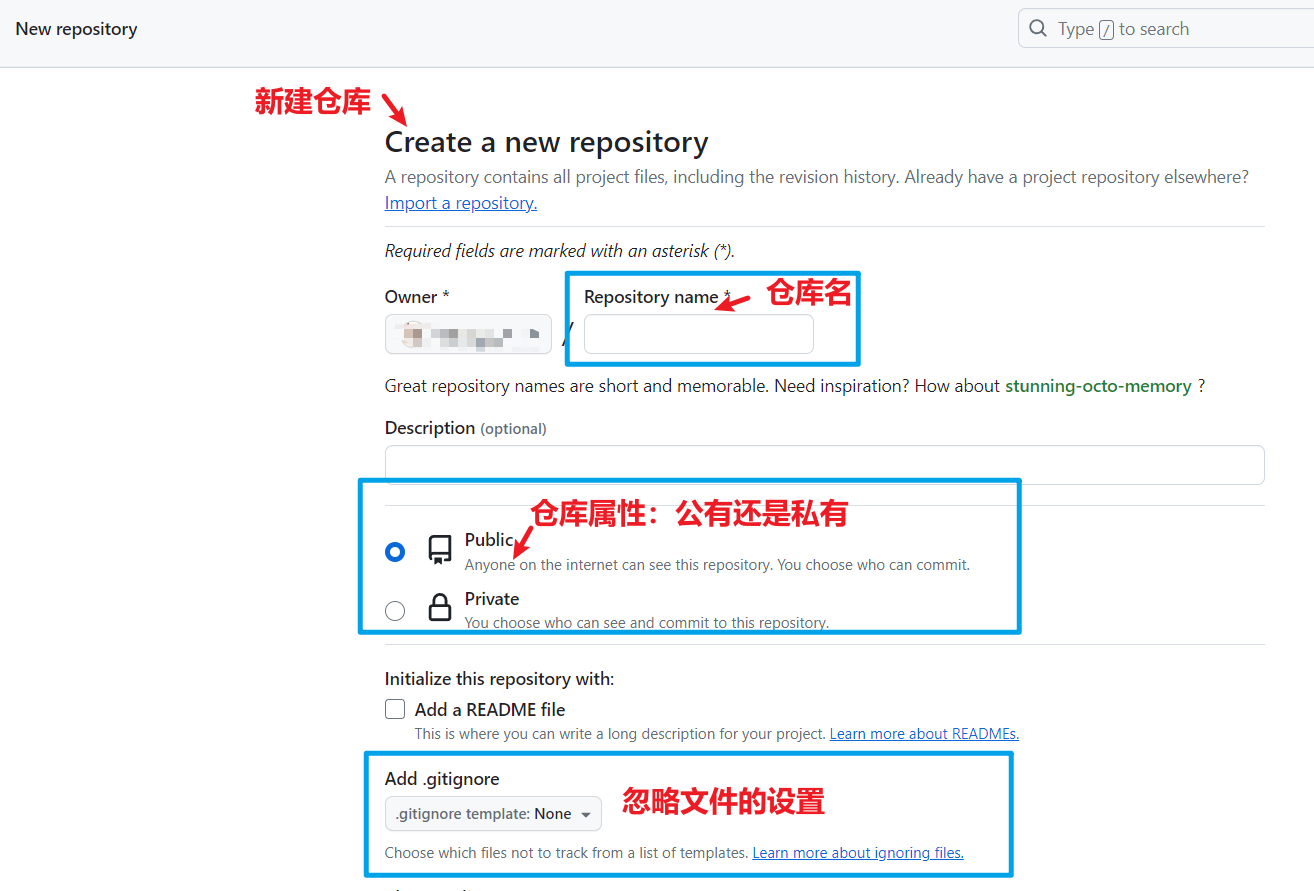 New repository
Type / to search
新建仓库
Create a new repository
A repository contains all project files, including the revision history. Already have a project repository elsewhere?
Import a repository.
Required fields are marked with an asterisk (*).
Owner *
Repository name *
仓库名
/
Great repository names are short and memorable. Need inspiration? How about stunning-octo-memory ?
Description (optional)
仓库属性：公有还是私有
Public
Anyone on the internet can see this repository. You choose who can commit.
Private
You choose who can see and commit to this repository.
Initialize this repository with:
Add a README file
This is where you can write a long description for your project. Learn more about READMEs.
Add .gitignore
.gitignore template: None
忽略文件的设置
Choose which files not to track from a list of templates. Learn more about ignoring files.